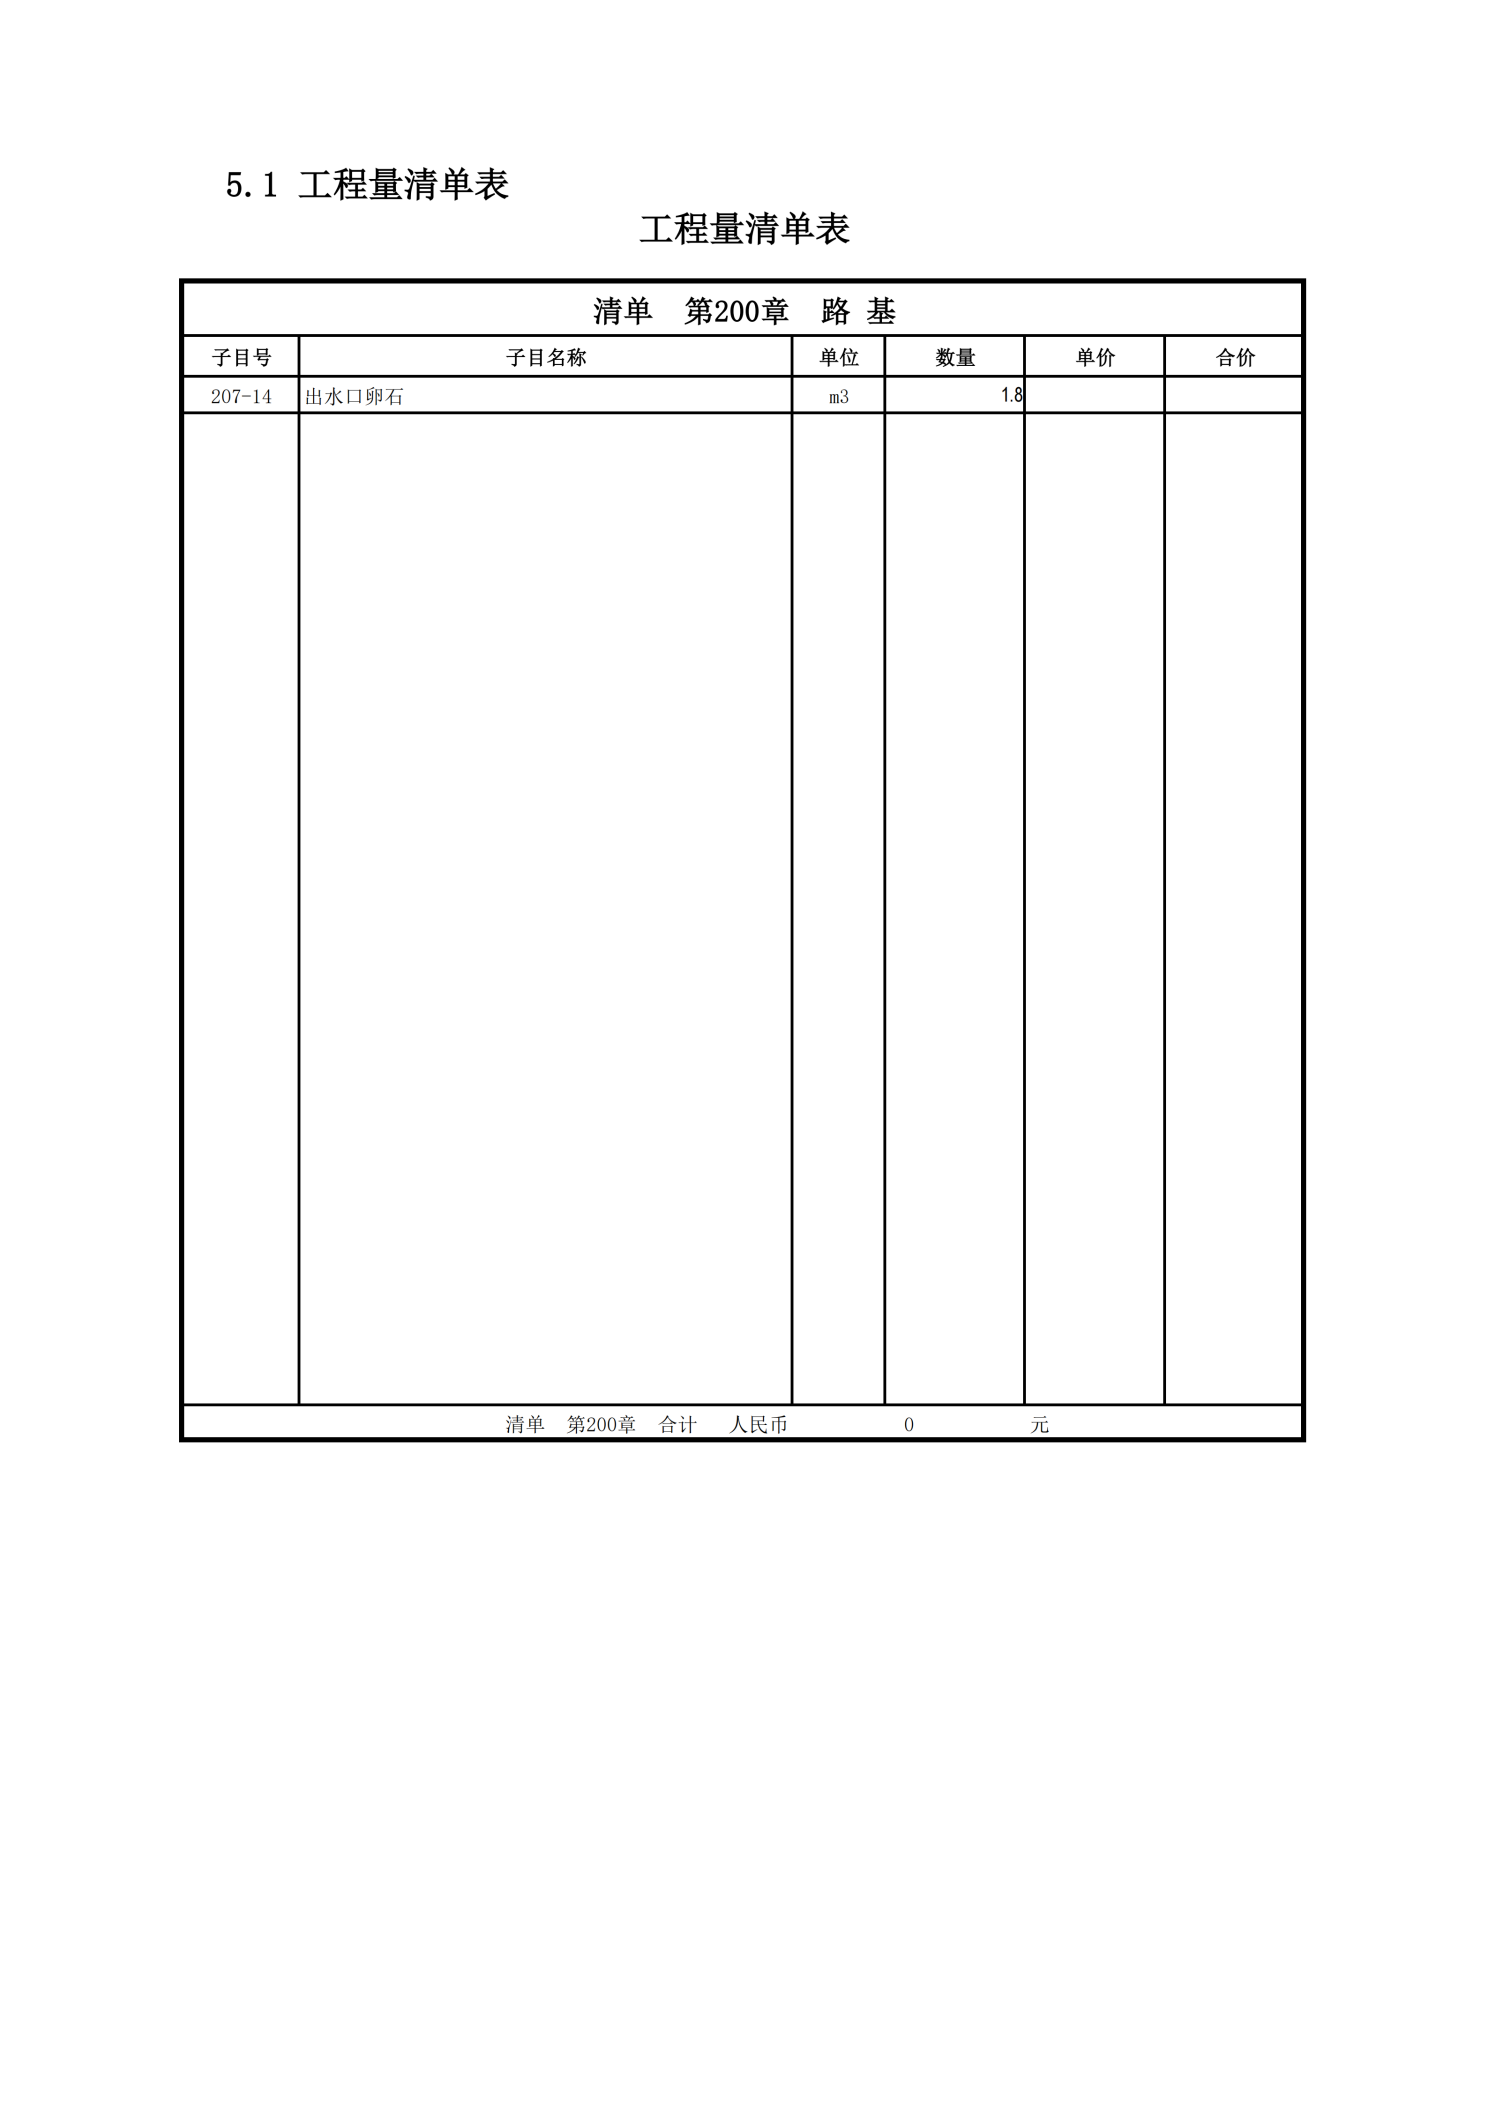 5.1 工程量清单表
工程量清单表
清单 第200章 路 基
子目号 子目名称 单位 数量 单价 合价
207-14 出水口卵石 m3 1.8
清单 第200章 合计 人民币 0 元